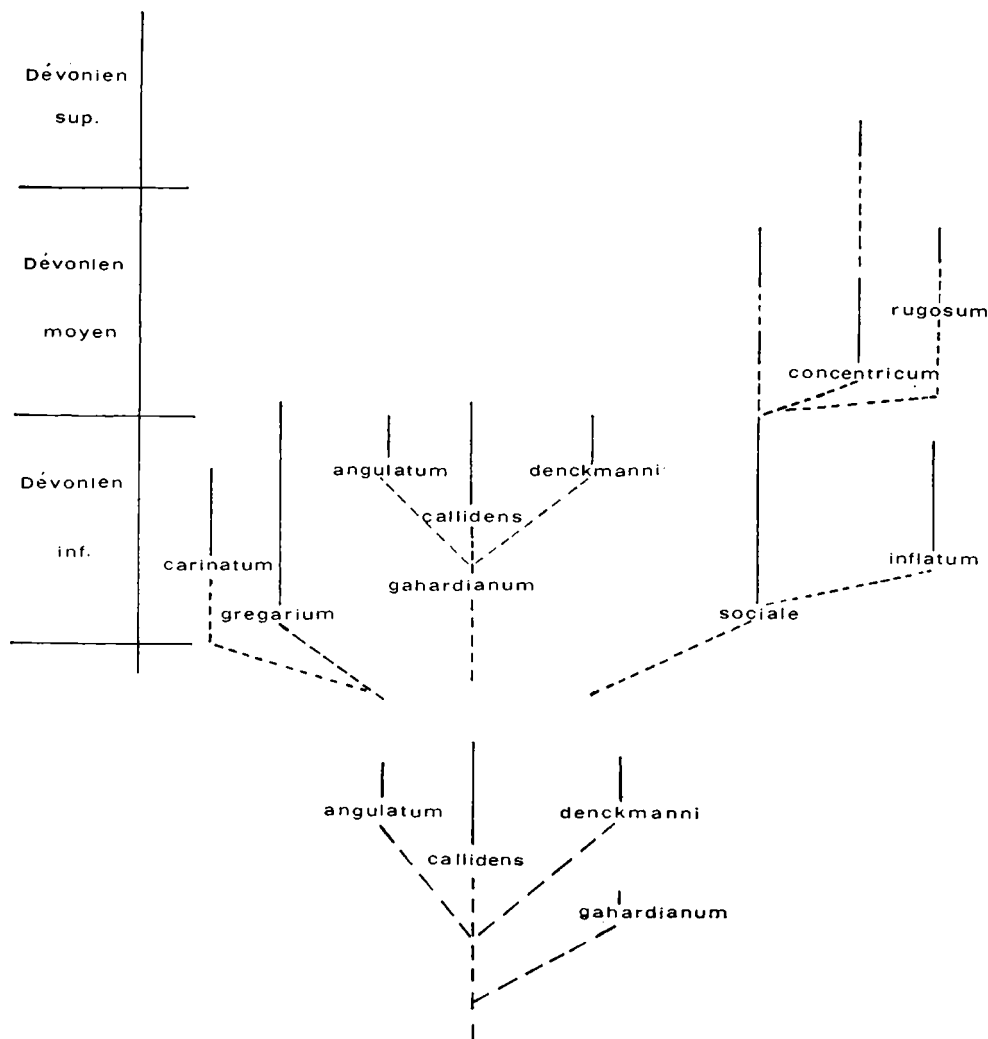 Dévonien
sup.
Dévonien
moyen
rugosum
concentricum
Dévonien
inf.
angulatum
denckmanni
callidens
carinatum
gahardianum
inflatum
gregarium
sociale
angulatum
denckmanni
callidens
gahardianum